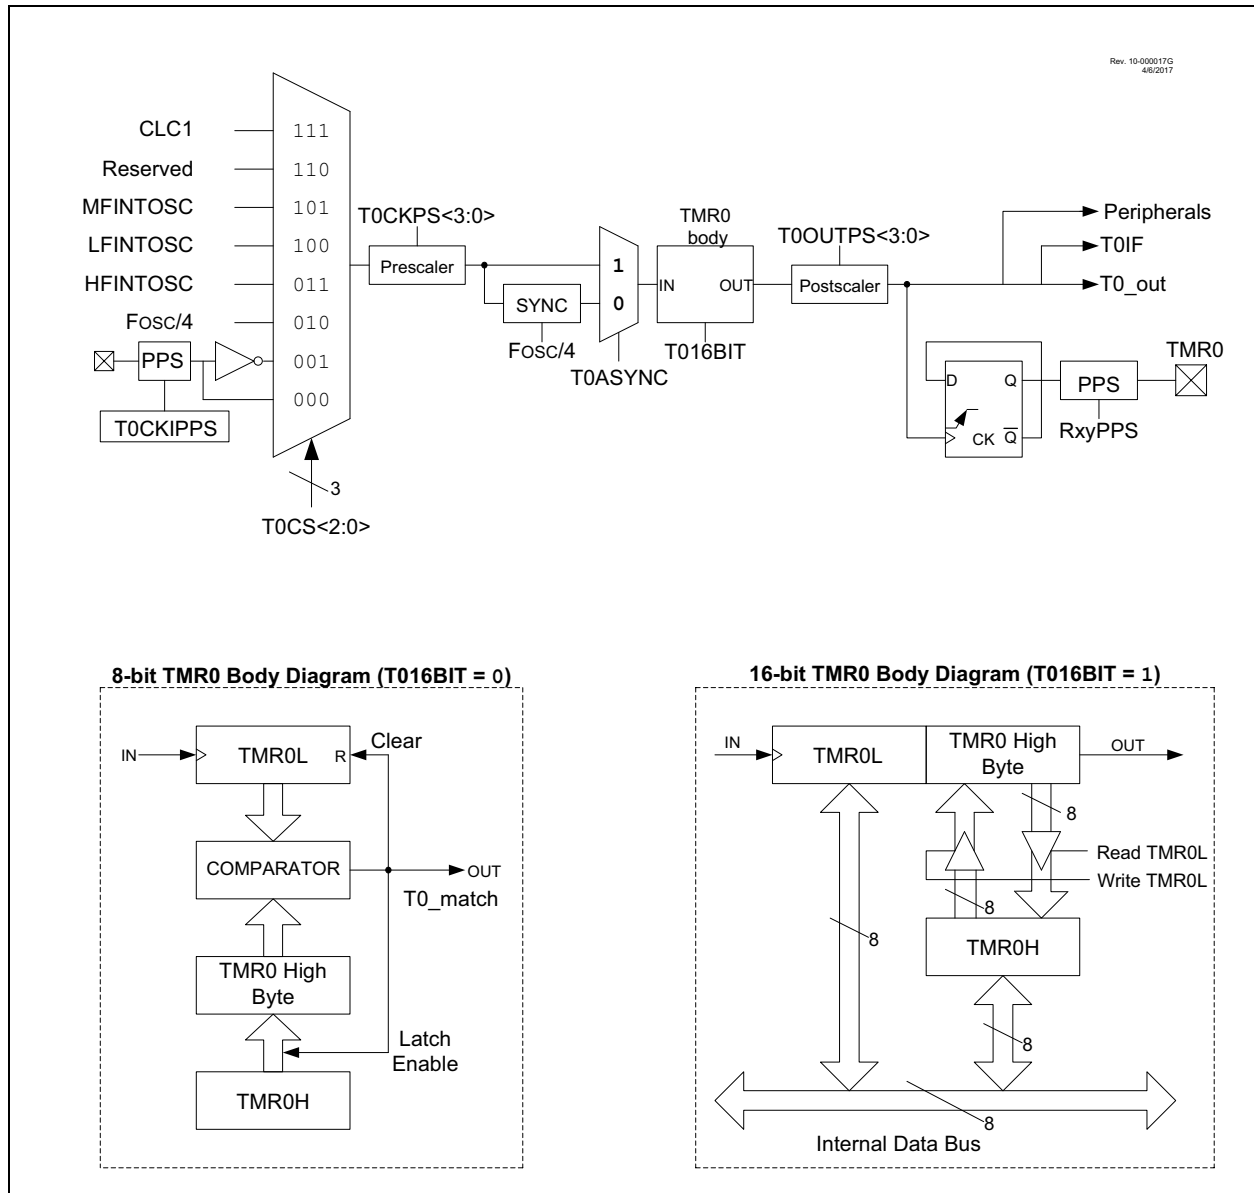 Rev. 10-000017G
4/6/2017
CLC1
111
Reserved
110
MFINTOSC
101
LFINTOSC
100
HFINTOSC
011
FOSC/4
010
PPS
001
000
T0CKIPPS
3
T0CS<2:0>
T0CKPS<3:0>
Prescaler
SYNC
FOSC/4
1
0
T0ASYNC
TMR0
body
IN
OUT
T016BIT
T0OUTPS<3:0>
Postscaler
Peripherals
T0IF
T0_out
D
Q
CK
Q
PPS
RxyPPS
TMR0
8-bit TMR0 Body Diagram (T016BIT = 0)
IN
TMR0L
R
Clear
COMPARATOR
OUT
T0_match
TMR0 High
Byte
Latch
Enable
TMR0H
16-bit TMR0 Body Diagram (T016BIT = 1)
IN
TMR0L
TMR0 High
Byte
OUT
8
Read TMR0L
Write TMR0L
8
8
TMR0H
8
8
Internal Data Bus